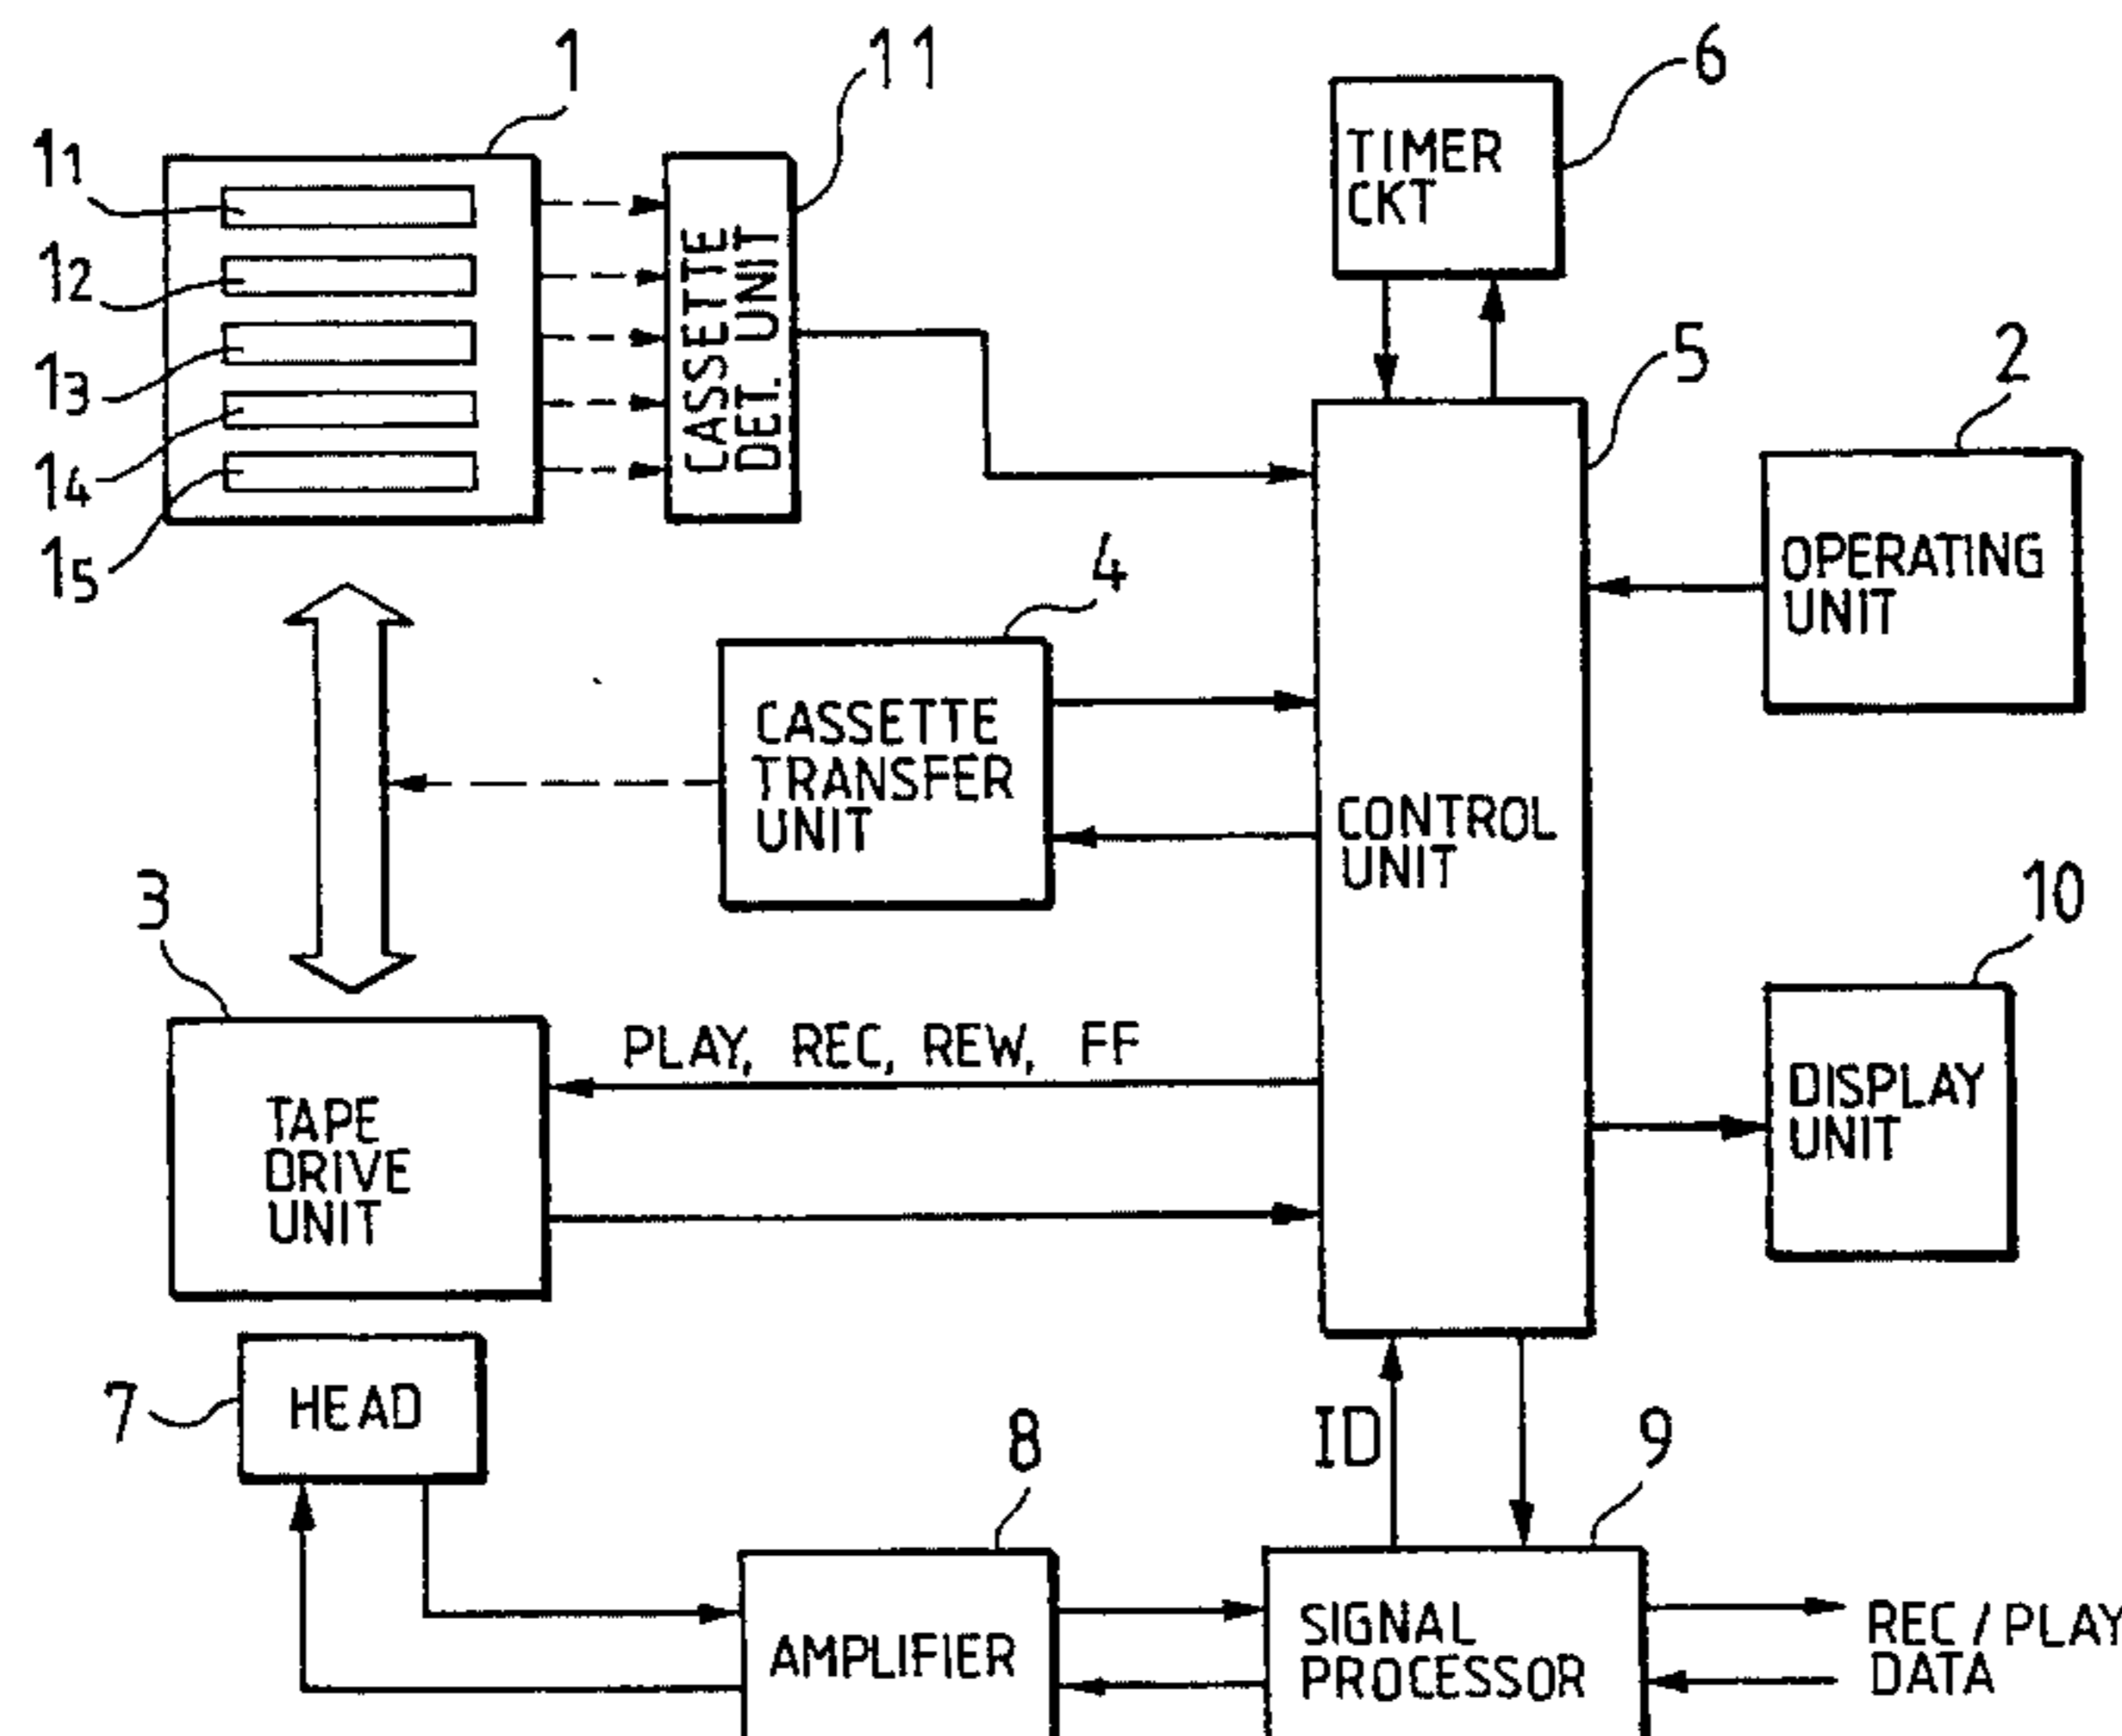 1
11
6
1₁
1₂
1₃
1₄
1₅
CASSETTE
DET. UNIT
TIMER
CKT
5
2
OPERATING
UNIT
4
CASSETTE
TRANSFER
UNIT
CONTROL
UNIT
3
10
PLAY, REC, REW, FF
TAPE
DRIVE
UNIT
DISPLAY
UNIT
7
HEAD
8
ID
9
AMPLIFIER
SIGNAL
PROCESSOR
REC / PLAY
DATA